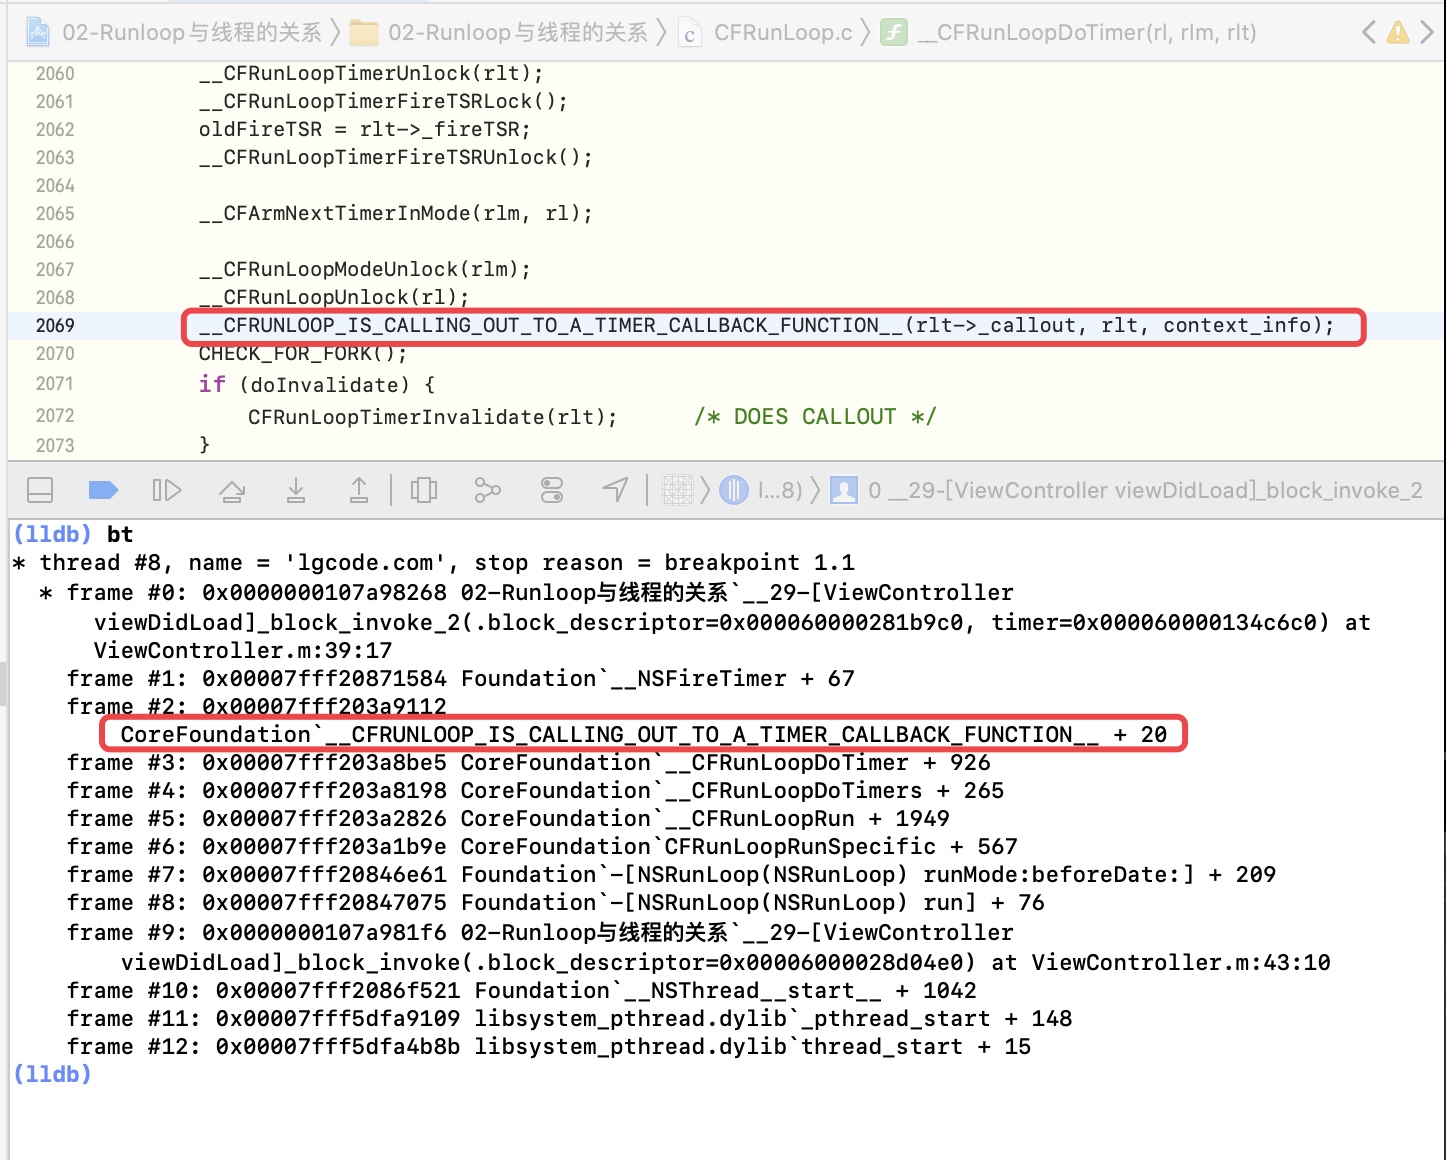 02-Runloop与线程的关系 02-Runloop与线程的关系 CFRunLoop.c __CFRunLoopDoTimer(rl, rlm, rlt)
2060 __CFRunLoopTimerUnlock(rlt);
2061 __CFRunLoopTimerFireTSRLock();
2062 oldFireTSR = rlt->_fireTSR;
2063 __CFRunLoopTimerFireTSRUnlock();
2064
2065 __CFArmNextTimerInMode(rlm, rl);
2066
2067 __CFRunLoopModeUnlock(rlm);
2068 __CFRunLoopUnlock(rl);
2069 __CFRUNLOOP_IS_CALLING_OUT_TO_A_TIMER_CALLBACK_FUNCTION__(rlt->_callout, rlt, context_info);
2070 CHECK_FOR_FORK();
2071 if (doInvalidate) {
2072 CFRunLoopTimerInvalidate(rlt); /* DOES CALLOUT */
2073 }
l...8) 0 __29-[ViewController viewDidLoad]_block_invoke_2
(lldb) bt
* thread #8, name = 'lgcode.com', stop reason = breakpoint 1.1
* frame #0: 0x0000000107a98268 02-Runloop与线程的关系`__29-[ViewController
viewDidLoad]_block_invoke_2(.block_descriptor=0x000060000281b9c0, timer=0x000060000134c6c0) at
ViewController.m:39:17
frame #1: 0x00007fff20871584 Foundation`__NSFireTimer + 67
frame #2: 0x00007fff203a9112
CoreFoundation`__CFRUNLOOP_IS_CALLING_OUT_TO_A_TIMER_CALLBACK_FUNCTION__ + 20
frame #3: 0x00007fff203a8be5 CoreFoundation`__CFRunLoopDoTimer + 926
frame #4: 0x00007fff203a8198 CoreFoundation`__CFRunLoopDoTimers + 265
frame #5: 0x00007fff203a2826 CoreFoundation`__CFRunLoopRun + 1949
frame #6: 0x00007fff203a1b9e CoreFoundation`CFRunLoopRunSpecific + 567
frame #7: 0x00007fff20846e61 Foundation`-[NSRunLoop(NSRunLoop) runMode:beforeDate:] + 209
frame #8: 0x00007fff20847075 Foundation`-[NSRunLoop(NSRunLoop) run] + 76
frame #9: 0x0000000107a981f6 02-Runloop与线程的关系`__29-[ViewController
viewDidLoad]_block_invoke(.block_descriptor=0x00006000028d04e0) at ViewController.m:43:10
frame #10: 0x00007fff2086f521 Foundation`__NSThread__start__ + 1042
frame #11: 0x00007fff5dfa9109 libsystem_pthread.dylib`_pthread_start + 148
frame #12: 0x00007fff5dfa4b8b libsystem_pthread.dylib`thread_start + 15
(lldb)